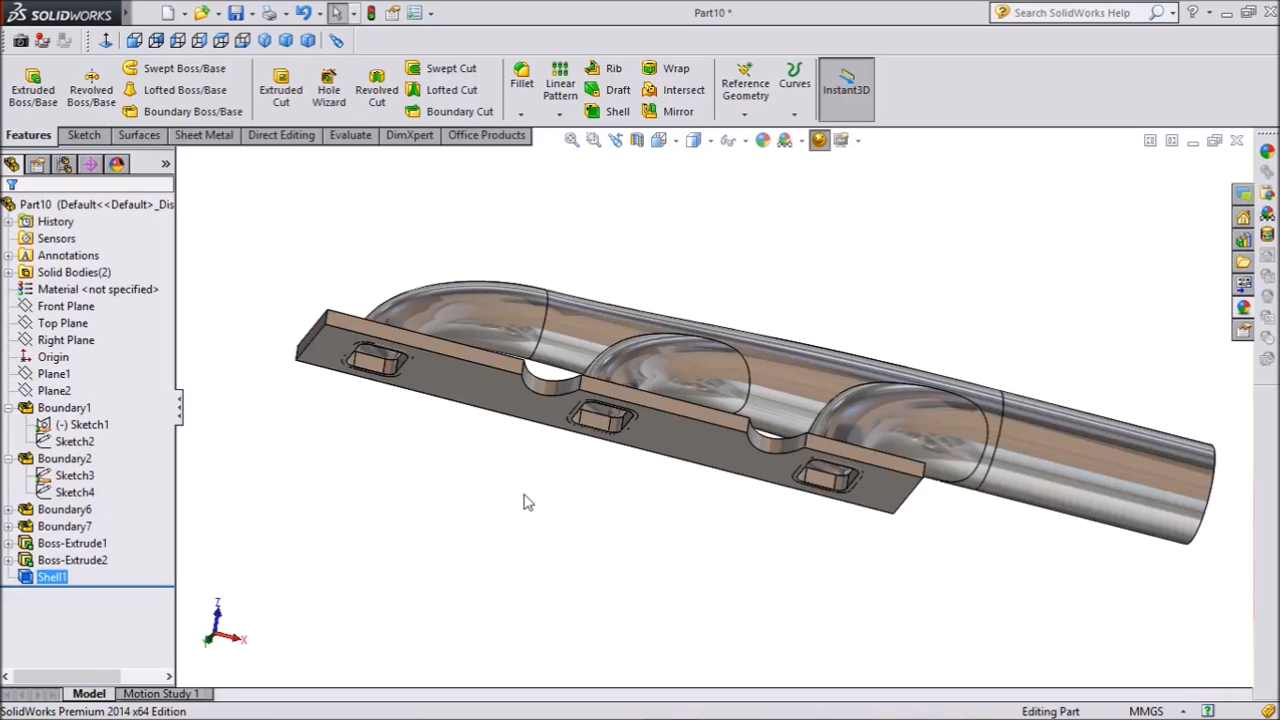 SOLIDWORKS
Part10 *
Search SolidWorks Help
Extruded Boss/Base
Revolved Boss/Base
Swept Boss/Base
Lofted Boss/Base
Boundary Boss/Base
Extruded Cut
Hole Wizard
Revolved Cut
Swept Cut
Lofted Cut
Boundary Cut
Fillet
Linear Pattern
Rib
Draft
Shell
Wrap
Intersect
Mirror
Reference Geometry
Curves
Instant3D
Features
Sketch
Surfaces
Sheet Metal
Direct Editing
Evaluate
DimXpert
Office Products
Part10 (Default<<Default>_Dis
History
Sensors
Annotations
Solid Bodies(2)
Material <not specified>
Front Plane
Top Plane
Right Plane
Origin
Plane1
Plane2
Boundary1
(-) Sketch1
Sketch2
Boundary2
Sketch3
Sketch4
Boundary6
Boundary7
Boss-Extrude1
Boss-Extrude2
Shell1
Z
X
Y
Model
Motion Study 1
SolidWorks Premium 2014 x64 Edition
Editing Part
MMGS